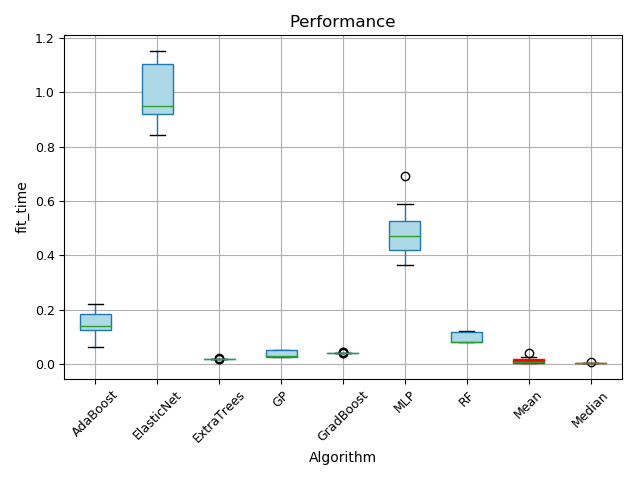 Performance
1.2
1.0
0.8
0.6
0.4
0.2
0.0
fit_time
AdaBoost
ElasticNet
ExtraTrees
GP
GradBoost
MLP
RF
Mean
Median
Algorithm